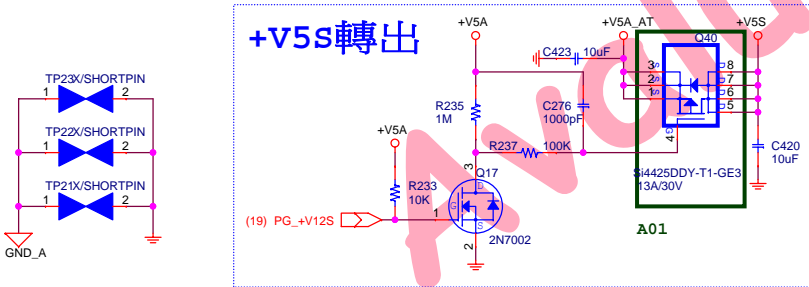 +V5S轉出
+V5A
+V5A_AT
+V5S
C423
10uF
Q40
TP23X/SHORTPIN
1
2
TP22X/SHORTPIN
1
2
TP21X/SHORTPIN
1
2
GND_A
R235
1M
C276
1000pF
3
2
1
S
S
S
8
7
6
5
D
D
D
D
G
4
+V5A
R237
100K
C420
10uF
Si4425DDY-T1-GE3
13A/30V
R233
10K
3
Q17
D
G
S
(19) PG_+V12S
1
2N7002
2
A01